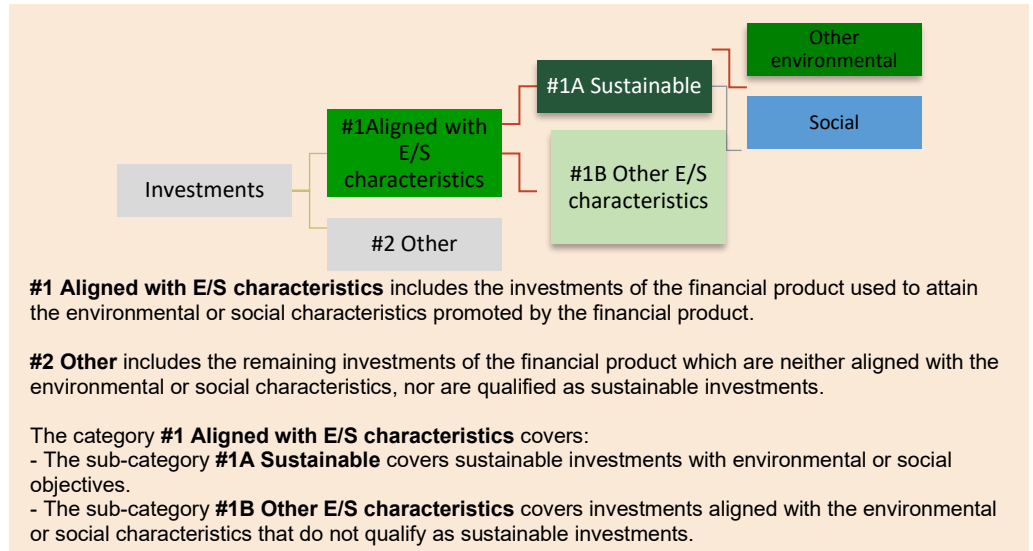 Other
environmental
#1A Sustainable
Social
#1Aligned with
E/S
characteristics
#1B Other E/S
characteristics
Investments
#2 Other
#1 Aligned with E/S characteristics includes the investments of the financial product used to attain
the environmental or social characteristics promoted by the financial product.
#2 Other includes the remaining investments of the financial product which are neither aligned with the
environmental or social characteristics, nor are qualified as sustainable investments.
The category #1 Aligned with E/S characteristics covers:
- The sub-category #1A Sustainable covers sustainable investments with environmental or social
objectives.
- The sub-category #1B Other E/S characteristics covers investments aligned with the environmental
or social characteristics that do not qualify as sustainable investments.